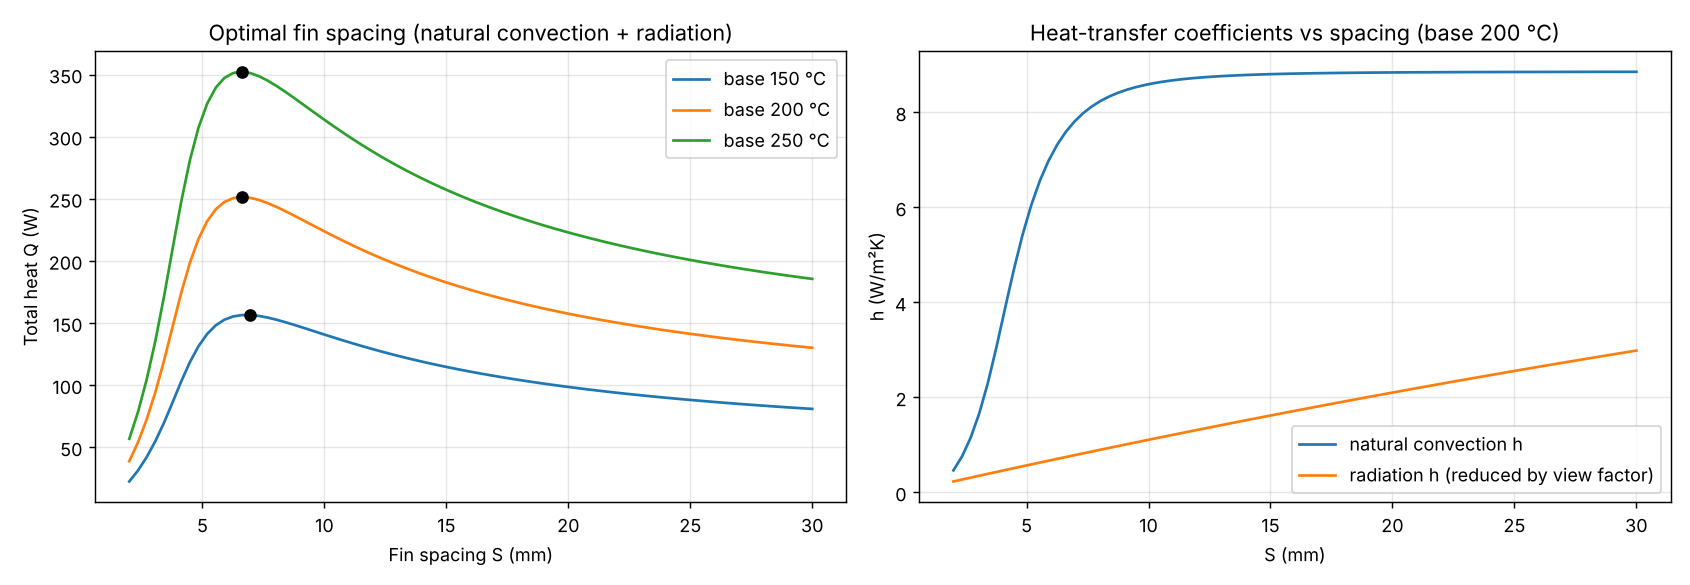 Optimal fin spacing (natural convection + radiation)
Total heat Q (W)
350
300
250
200
150
100
50
base 150 °C
base 200 °C
base 250 °C
5 10 15 20 25 30
Fin spacing S (mm)
Heat-transfer coefficients vs spacing (base 200 °C)
h (W/m²K)
8
6
4
2
0
natural convection h
radiation h (reduced by view factor)
5 10 15 20 25 30
S (mm)